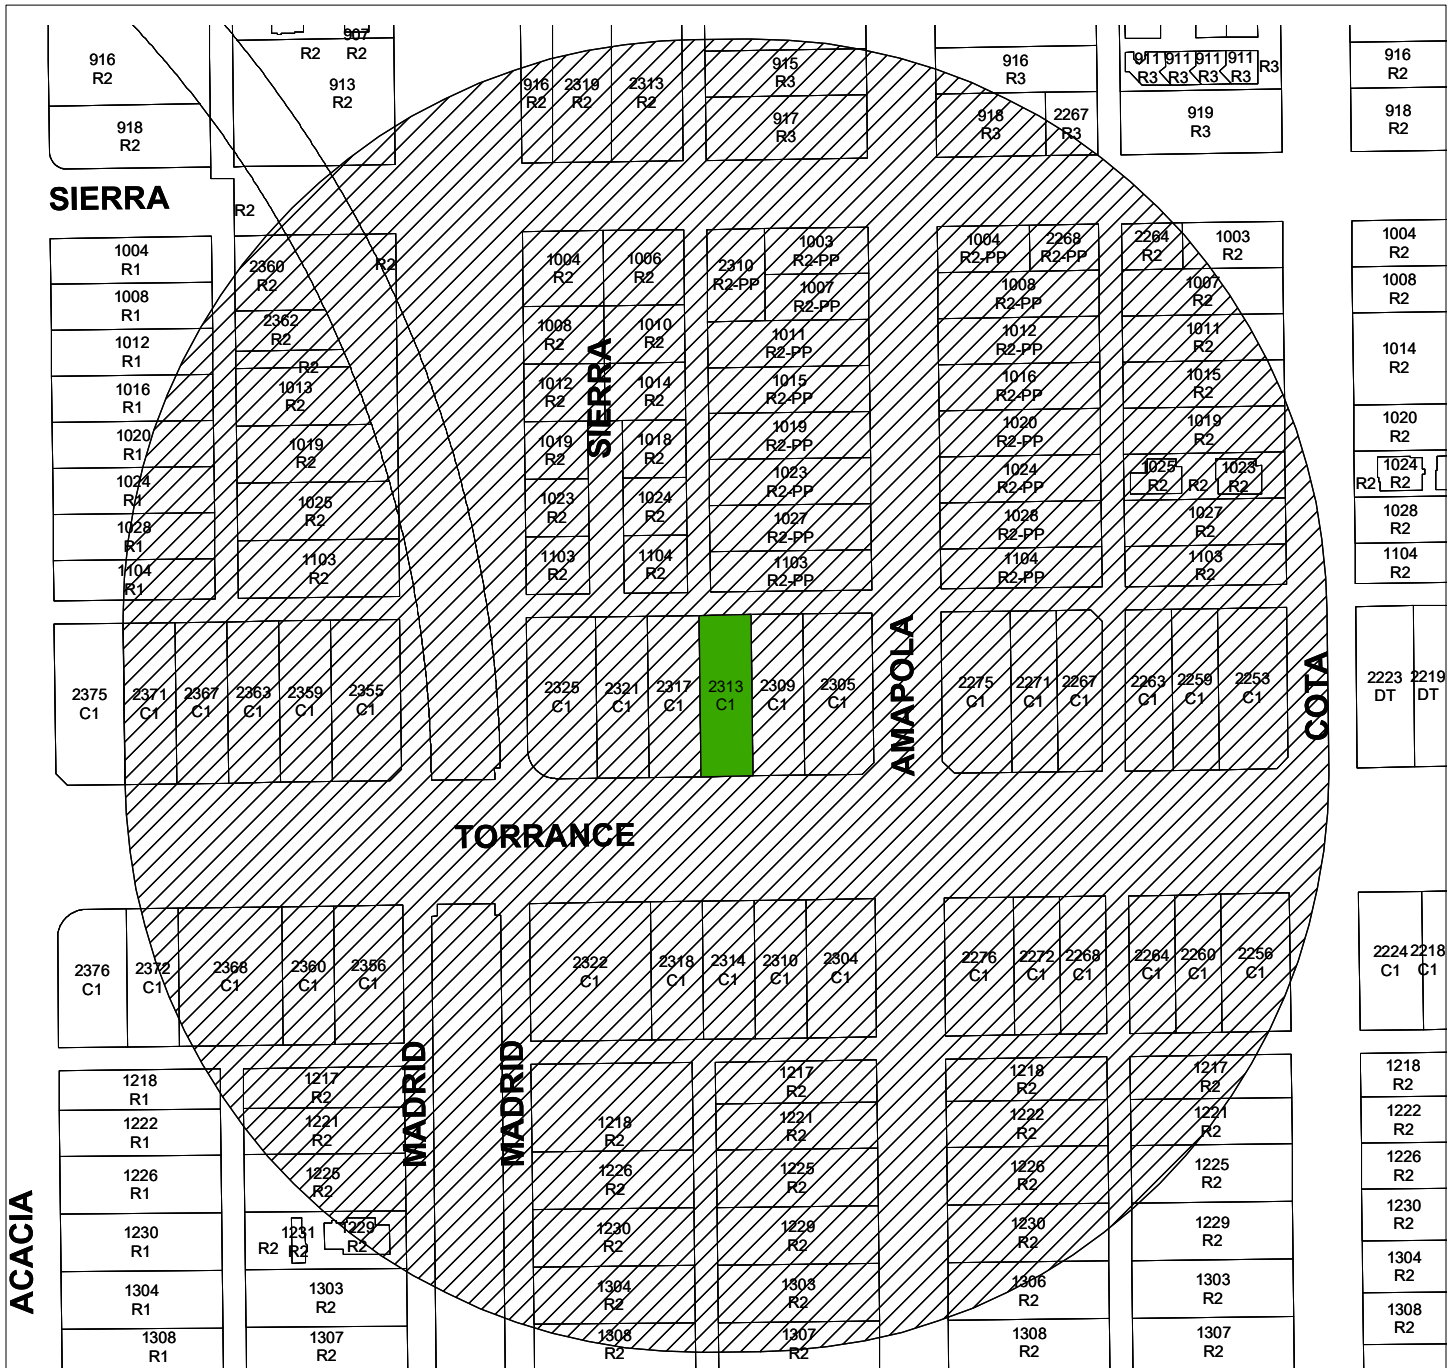 916
R2
918
R2
R2
907
R2
913
R2
916
R2
2319
R2
2313
R2
915
R3
917
R3
916
R3
918
R3
2267
R3
911
R3
911
R3
911
R3
911
R3
R3
919
R3
916
R2
918
R2
SIERRA
R2
1004
R1
1008
R1
1012
R1
1016
R1
1020
R1
1024
R1
1028
R1
1104
R1
2360
R2
R2
2362
R2
R2
1013
R2
1019
R2
1025
R2
1103
R2
1004
R2
1006
R2
1008
R2
1010
R2
1012
R2
1014
R2
1019
R2
1018
R2
1023
R2
1024
R2
1103
R2
1104
R2
SIERRA
2310
R2-PP
1003
R2-PP
1007
R2-PP
1011
R2-PP
1015
R2-PP
1019
R2-PP
1023
R2-PP
1027
R2-PP
1103
R2-PP
1004
R2-PP
2268
R2-PP
1008
R2-PP
1012
R2-PP
1016
R2-PP
1020
R2-PP
1024
R2-PP
1028
R2-PP
1104
R2-PP
2264
R2
1003
R2
1007
R2
1011
R2
1015
R2
1019
R2
1025
R2
R2
1023
R2
1027
R2
1103
R2
1004
R2
1008
R2
1014
R2
1020
R2
R2
1024
R2
1028
R2
1104
R2
2375
C1
2371
C1
2367
C1
2363
C1
2359
C1
2355
C1
2325
C1
2321
C1
2317
C1
2313
C1
2309
C1
2305
C1
AMAPOLA
2275
C1
2271
C1
2267
C1
2263
C1
2259
C1
2253
C1
COTA
2223
DT
2219
DT
TORRANCE
2376
C1
2372
C1
2368
C1
2360
C1
2356
C1
2322
C1
2318
C1
2314
C1
2310
C1
2304
C1
2276
C1
2272
C1
2268
C1
2264
C1
2260
C1
2256
C1
2224
C1
2218
C1
MADRID
MADRID
ACACIA
1218
R1
1222
R1
1226
R1
1230
R1
1304
R1
1308
R1
1217
R2
1221
R2
1225
R2
R2
1231
R2
1229
R2
1303
R2
1307
R2
1218
R2
1226
R2
1230
R2
1304
R2
1308
R2
1217
R2
1221
R2
1225
R2
1229
R2
1303
R2
1307
R2
1218
R2
1222
R2
1226
R2
1230
R2
1306
R2
1308
R2
1217
R2
1221
R2
1225
R2
1229
R2
1303
R2
1307
R2
1218
R2
1222
R2
1226
R2
1230
R2
1304
R2
1308
R2